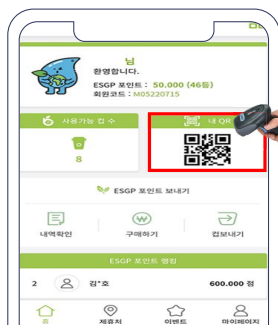 님
환영합니다.
ESGP 포인트 : 50.000 (46등)
회원코드 : M05220715
사용가능 컵 수
내 QR
8
ESGP 포인트 보내기
내역확인
구매하기
컵보내기
ESGP 포인트 랭킹
2 김*호 600.000 점
홈
제휴처
이벤트
마이페이지